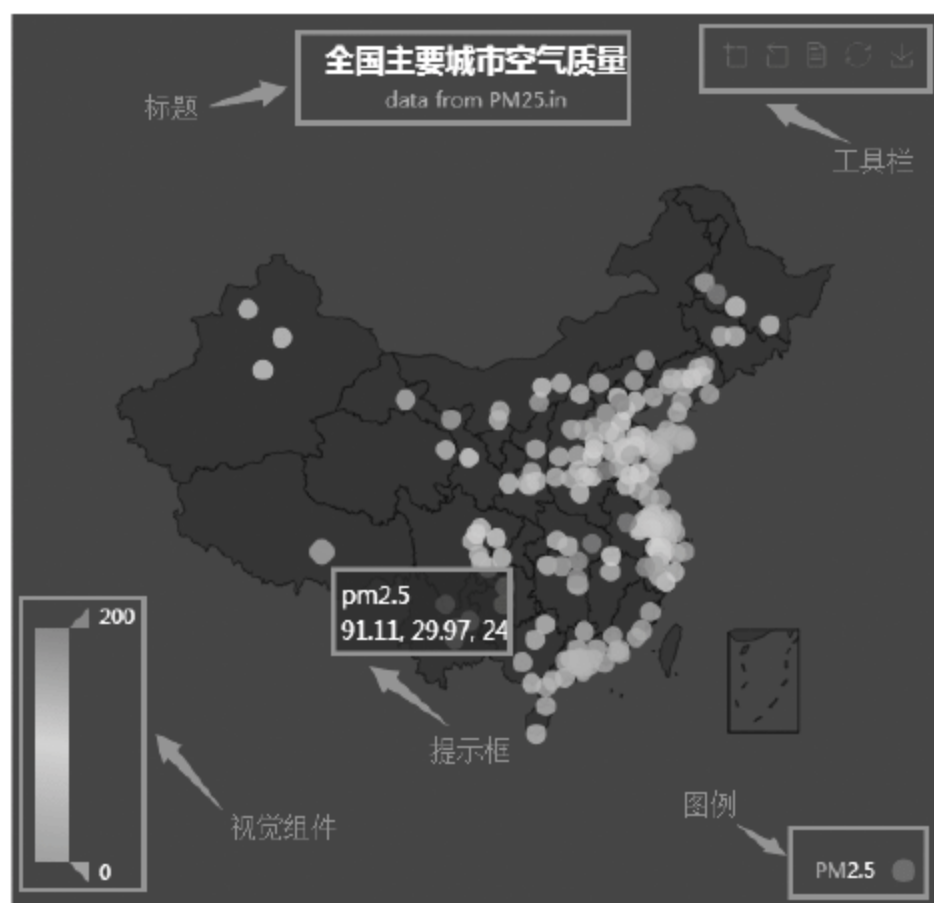 全国主要城市空气质量
data from PM25.in
标题
工具栏
pm2.5
91.11, 29.97, 24
200
提示框
视觉组件
0
图例
PM2.5